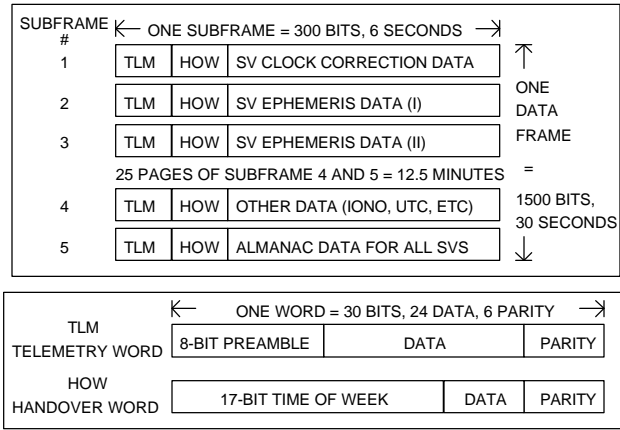 SUBFRAME #
ONE SUBFRAME = 300 BITS, 6 SECONDS
1 TLM HOW SV CLOCK CORRECTION DATA
2 TLM HOW SV EPHEMERIS DATA (I)
3 TLM HOW SV EPHEMERIS DATA (II)
25 PAGES OF SUBFRAME 4 AND 5 = 12.5 MINUTES
4 TLM HOW OTHER DATA (IONO, UTC, ETC)
5 TLM HOW ALMANAC DATA FOR ALL SVS
ONE
DATA
FRAME
=
1500 BITS,
30 SECONDS
ONE WORD = 30 BITS, 24 DATA, 6 PARITY
TLM
TELEMETRY WORD
8-BIT PREAMBLE DATA PARITY
HOW
HANDOVER WORD
17-BIT TIME OF WEEK DATA PARITY